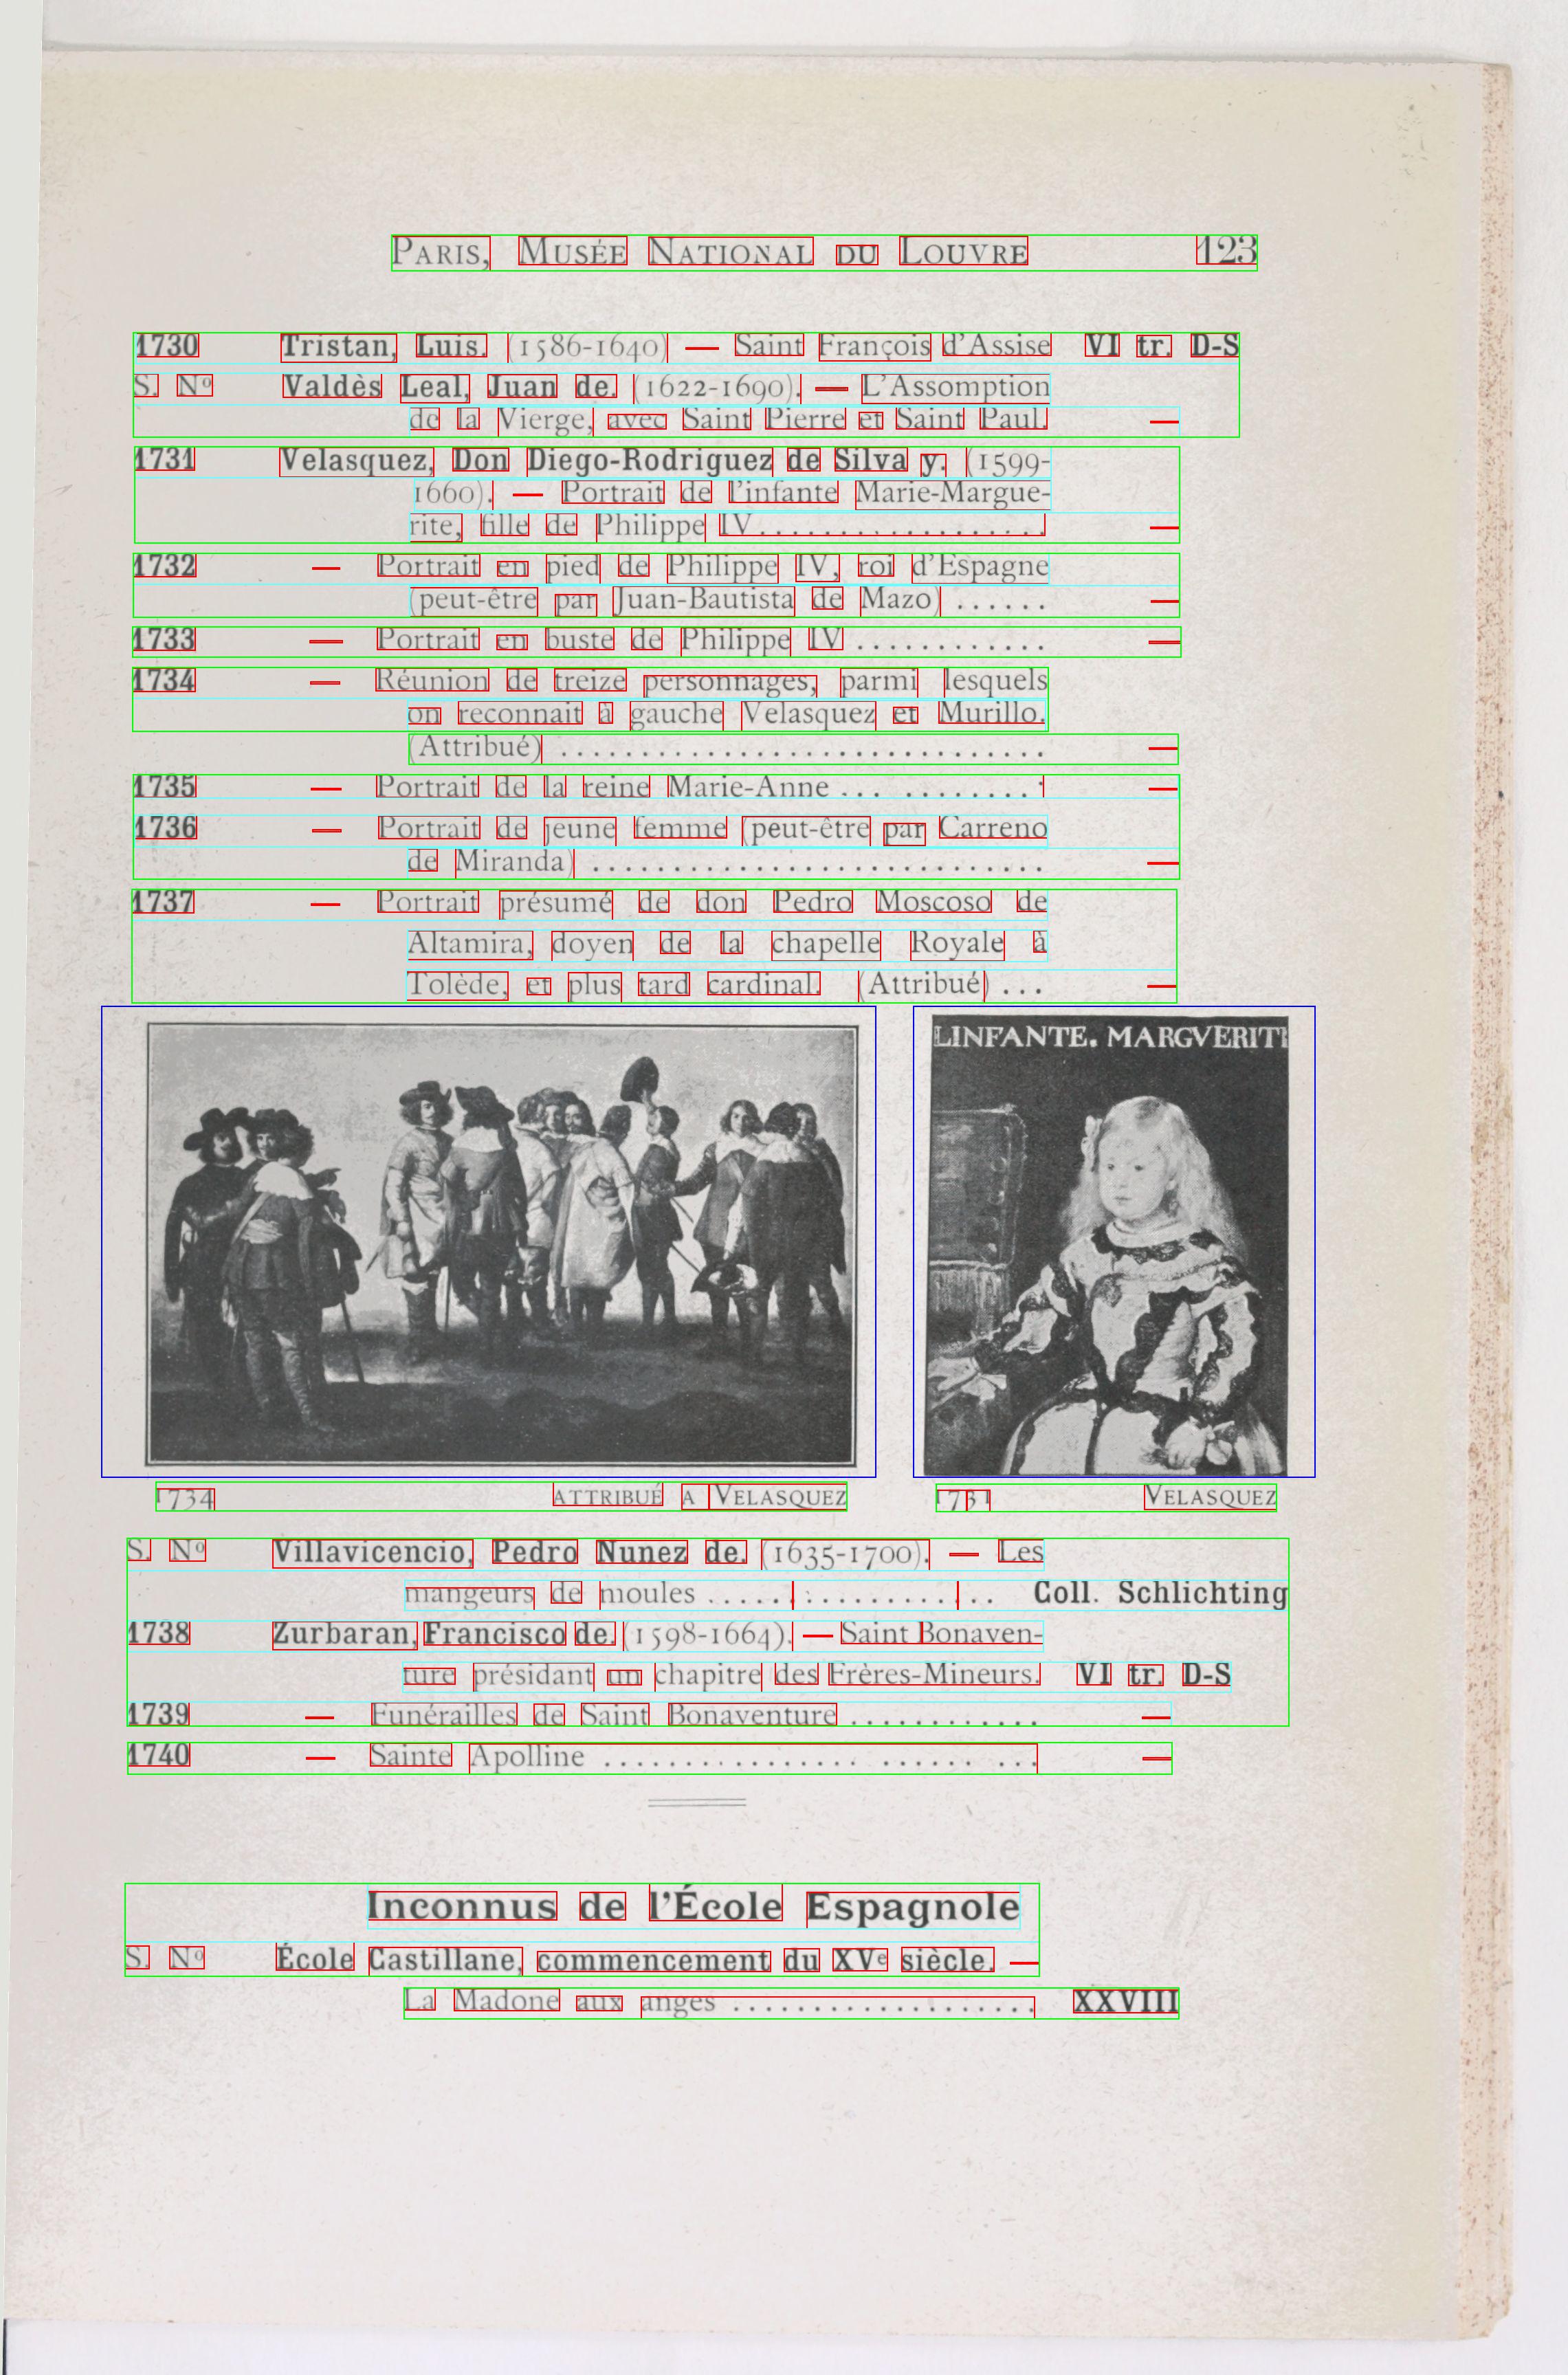 PARIS, MUSÉE NATIONAL DU LOUVRE 123
1730 Tristan, Luis. (1586-1640) — Saint François d'Assise VI tr. D-S
S. Nº Valdès Leal, Juan de. (1622-1690). — L'Assomption
de la Vierge, avec Saint Pierre et Saint Paul. —
1731 Velasquez, Don Diego-Rodriguez de Silva y. (1599-
1660). — Portrait de l'infante Marie-Margue-
rite, fille de Philippe IV.................. —
1732 — Portrait en pied de Philippe IV, roi d'Espagne
(peut-être par Juan-Bautista de Mazo) ...... —
1733 — Portrait en buste de Philippe IV ............ —
1734 — Réunion de treize personnages, parmi lesquels
on reconnait à gauche Velasquez et Murillo.
(Attribué) .............................. —
1735 — Portrait de la reine Marie-Anne ... ........ —
1736 — Portrait de jeune femme (peut-être par Carreno
de Miranda) ............................ —
1737 — Portrait présumé de don Pedro Moscoso de
Altamira, doyen de la chapelle Royale à
Tolède, et plus tard cardinal. (Attribué) ... —
LINFANTE. MARGVERITE
1734 ATTRIBUÉ A VELASQUEZ
1731 VELASQUEZ
S. Nº Villavicencio, Pedro Nunez de. (1635-1700). — Les
mangeurs de moules .................. Coll. Schlichting
1738 Zurbaran, Francisco de. (1598-1664). — Saint Bonaven-
ture présidant un chapitre des Frères-Mineurs. VI tr. D-S
1739 — Funérailles de Saint Bonaventure ............ —
1740 — Sainte Apolline ................ ...... ... —
Inconnus de l'École Espagnole
S. Nº École Castillane, commencement du XVe siècle. —
La Madone aux anges ................... XXVIII